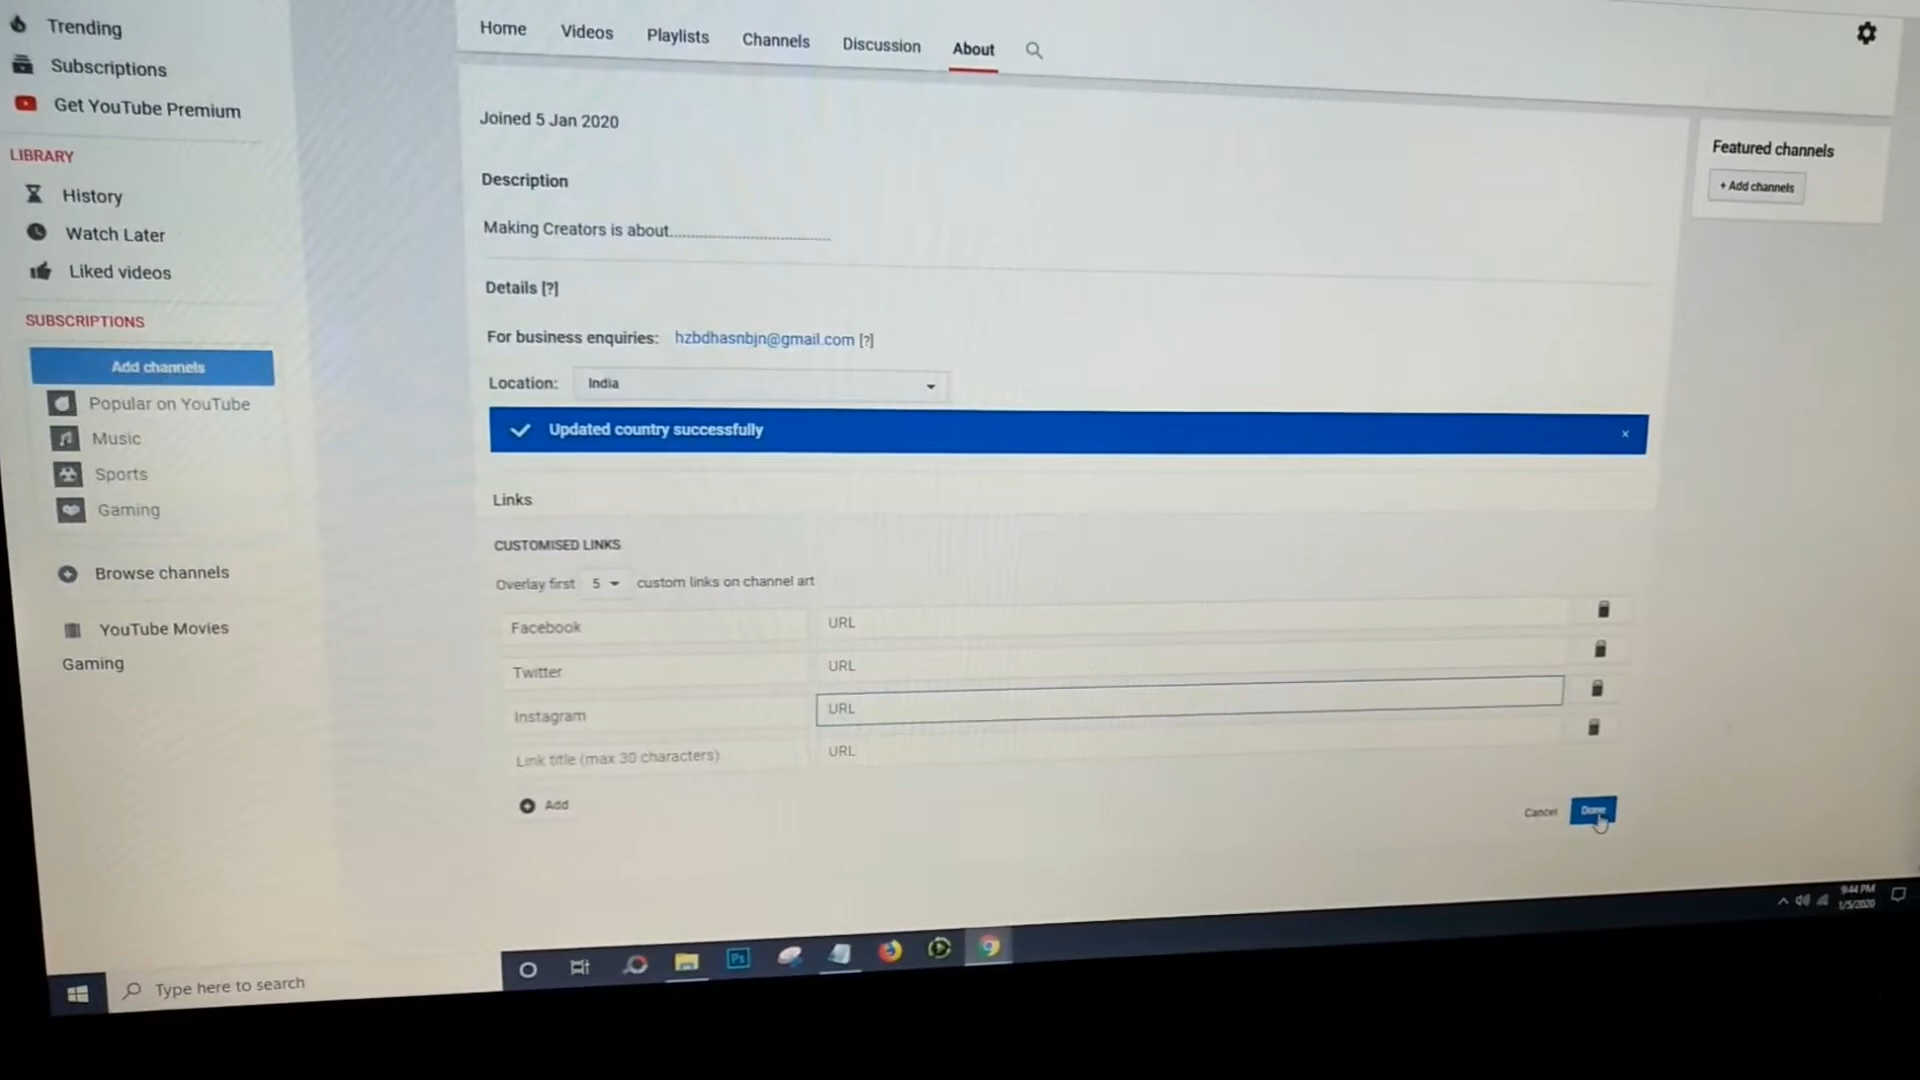 Trending
Subscriptions
Get YouTube Premium
LIBRARY
History
Watch Later
Liked videos
SUBSCRIPTIONS
Add channels
Popular on YouTube
Music
Sports
Gaming
Browse channels
YouTube Movies
Gaming
Home Videos Playlists Channels Discussion About
Joined 5 Jan 2020
Description
Making Creators is about......................................
Details [?]
For business enquiries: hzbdhasnbjn@gmail.com [?]
Location: India
Updated country successfully ×
Links
CUSTOMISED LINKS
Overlay first 5 custom links on channel art
Facebook URL
Twitter URL
Instagram URL
Link title (max 30 characters) URL
Add
Cancel Done
Featured channels
+ Add channels
Type here to search
Ps
9:44 PM
1/5/2020